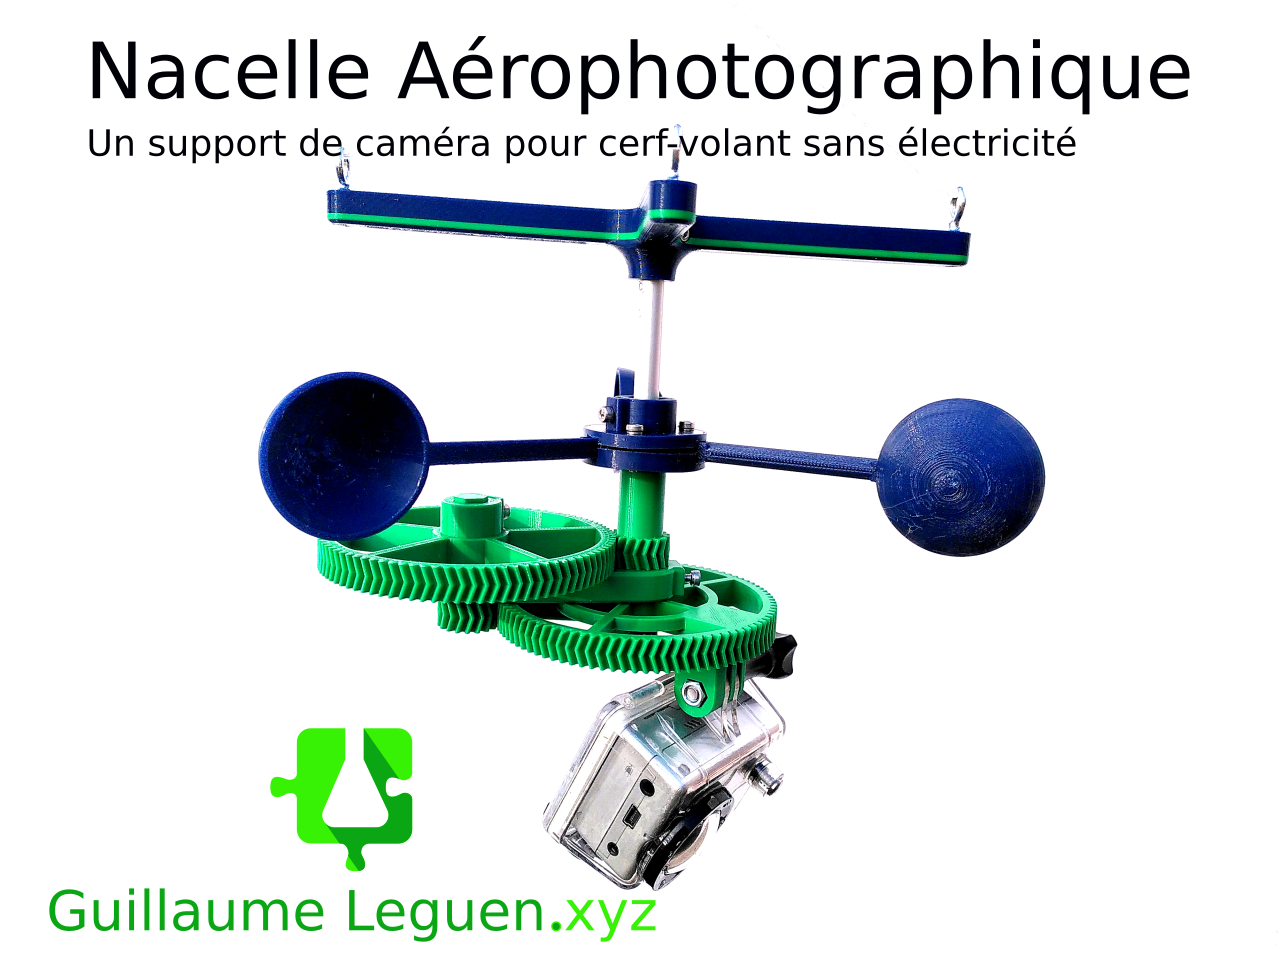 Nacelle Aérophotographique
Un support de caméra pour cerf-volant sans électricité
Guillaume Leguen.xyz